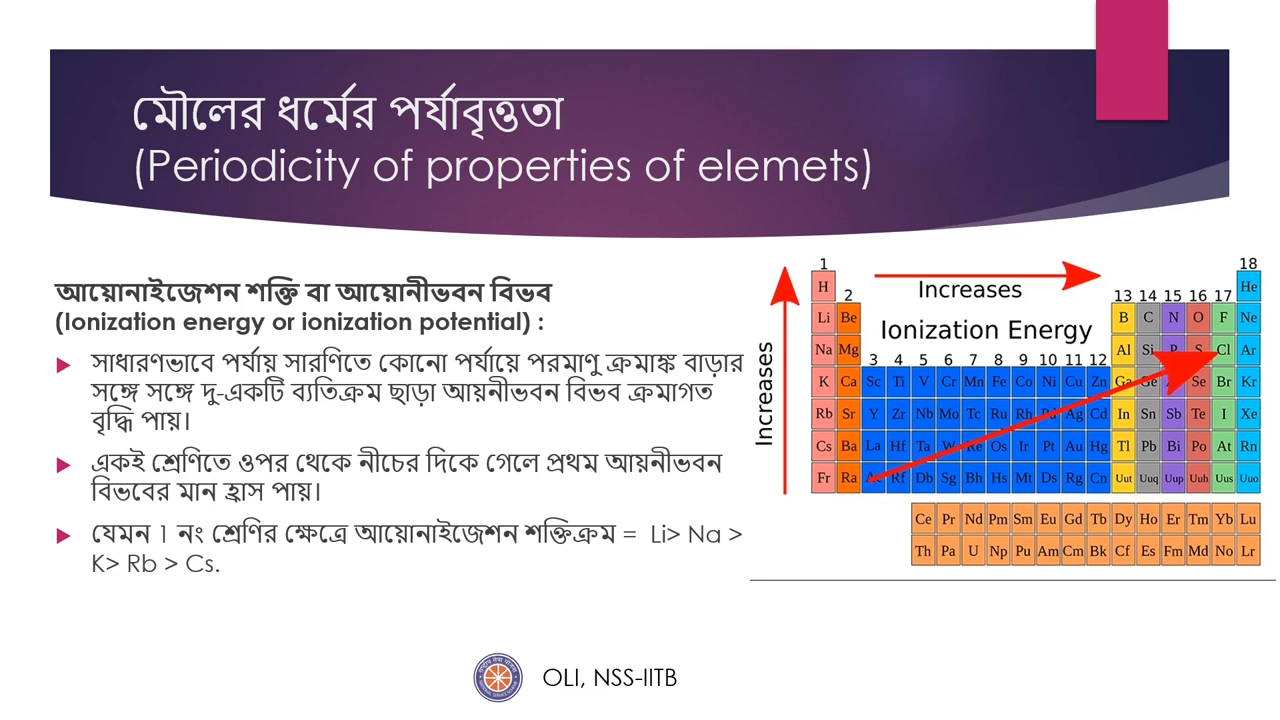 মৌলের ধর্মের পর্যাবৃত্ততা
(Periodicity of properties of elemets)
আয়োনাইজেশন শক্তি বা আয়োনীভবন বিভব
(Ionization energy or ionization potential) :
সাধারণভাবে পর্যায় সারণিতে কোনো পর্যায়ে পরমাণু ক্রমাঙ্ক বাড়ার
সঙ্গে সঙ্গে দু-একটি ব্যতিক্রম ছাড়া আয়নীভবন বিভব ক্রমাগত
বৃদ্ধি পায়।
একই শ্রেণিতে ওপর থেকে নীচের দিকে গেলে প্রথম আয়নীভবন
বিভবের মান হ্রাস পায়।
যেমন 1 নং শ্রেণির ক্ষেত্রে আয়োনাইজেশন শক্তিক্রম = Li> Na >
K> Rb > Cs.
1 18
Increases
H He
2 13 14 15 16 17
Li Be B C N O F Ne
Ionization Energy
Na Mg Al Si P S Cl Ar
3 4 5 6 7 8 9 10 11 12
Increases
K Ca Sc Ti V Cr Mn Fe Co Ni Cu Zn Ga Ge Se Br Kr
Rb Sr Y Zr Nb Mo Tc Ru Rh Pd Ag Cd In Sn Sb Te I Xe
Cs Ba La Hf Ta W Re Os Ir Pt Au Hg Tl Pb Bi Po At Rn
Fr Ra Ac Rf Db Sg Bh Hs Mt Ds Rg Cn Uut Uuq Uup Uuh Uus Uuo
Ce Pr Nd Pm Sm Eu Gd Tb Dy Ho Er Tm Yb Lu
Th Pa U Np Pu Am Cm Bk Cf Es Fm Md No Lr
OLI, NSS-IITB